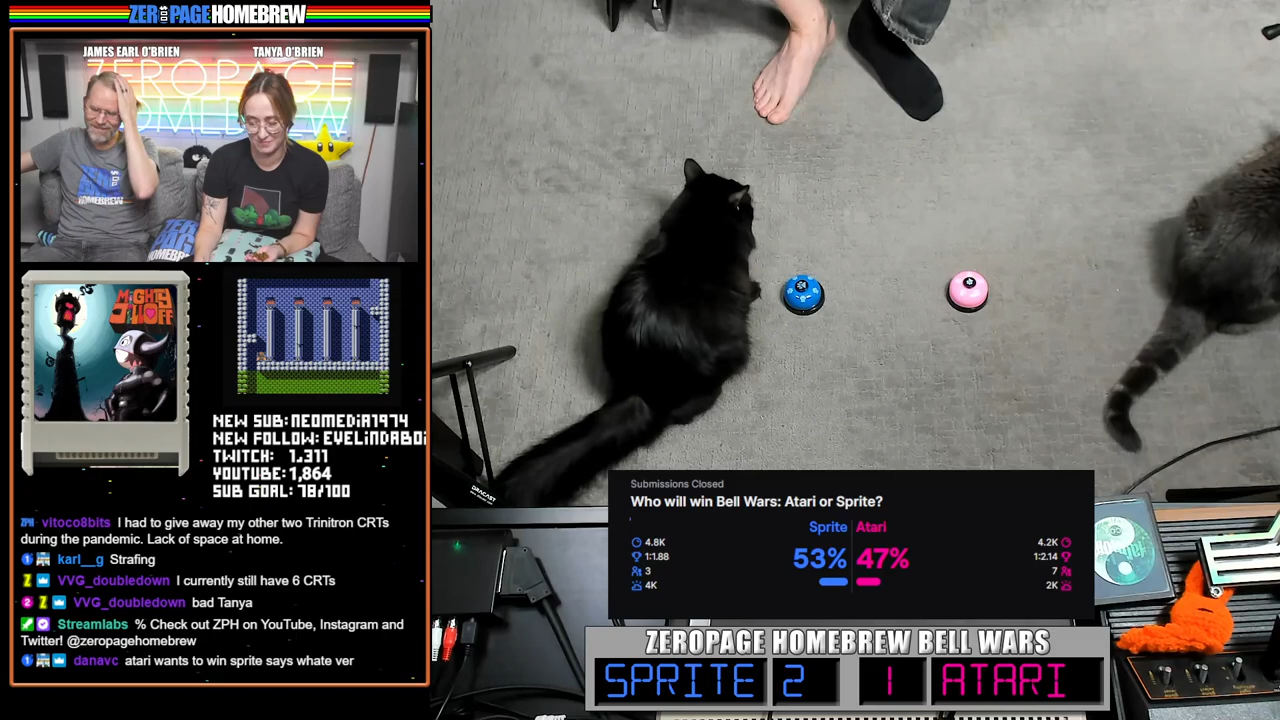 ZEROPAGE HOMEBREW
JAMES EARL O'BRIEN
TANYA O'BRIEN
ZEROPAGE
HOMEBREW
MIGHTY
NEW SUB: NEOMEDIA1974
NEW FOLLOW: EVELINDABOI
TWITCH: 1,311
YOUTUBE: 1,864
SUB GOAL: 78/100
vitoco8bits I had to give away my other two Trinitron CRTs
during the pandemic. Lack of space at home.
karl__g Strafing
VVG_doubledown I currently still have 6 CRTs
VVG_doubledown bad Tanya
Streamlabs % Check out ZPH on YouTube, Instagram and
Twitter! @zeropagehomebrew
danavc atari wants to win sprite says whate ver
Submissions Closed
Who will win Bell Wars: Atari or Sprite?
Sprite Atari
4.8K
1:1.88
3
4K
53% 47%
4.2K
1:2.14
7
2K
ZEROPAGE HOMEBREW BELL WARS
SPRITE 2 1 ATARI